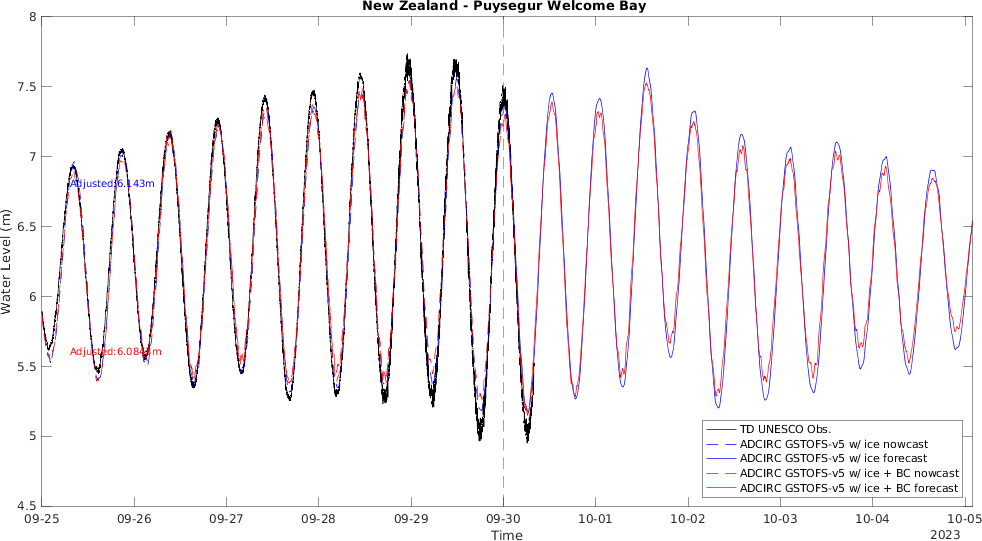 New Zealand - Puysegur Welcome Bay
Water Level (m)
8
7.5
7
6.5
6
5.5
5
4.5
Adjusted:6.143m
Adjusted:6.084
TD UNESCO Obs.
ADCIRC GSTOFS-v5 w/ ice nowcast
ADCIRC GSTOFS-v5 w/ ice forecast
ADCIRC GSTOFS-v5 w/ ice + BC nowcast
ADCIRC GSTOFS-v5 w/ ice + BC forecast
09-25
09-26
09-27
09-28
09-29
09-30
10-01
10-02
10-03
10-04
10-05
Time
2023